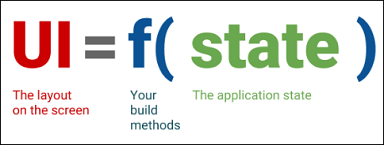 UI = f( state )
The layout
on the screen
Your
build
methods
The application state